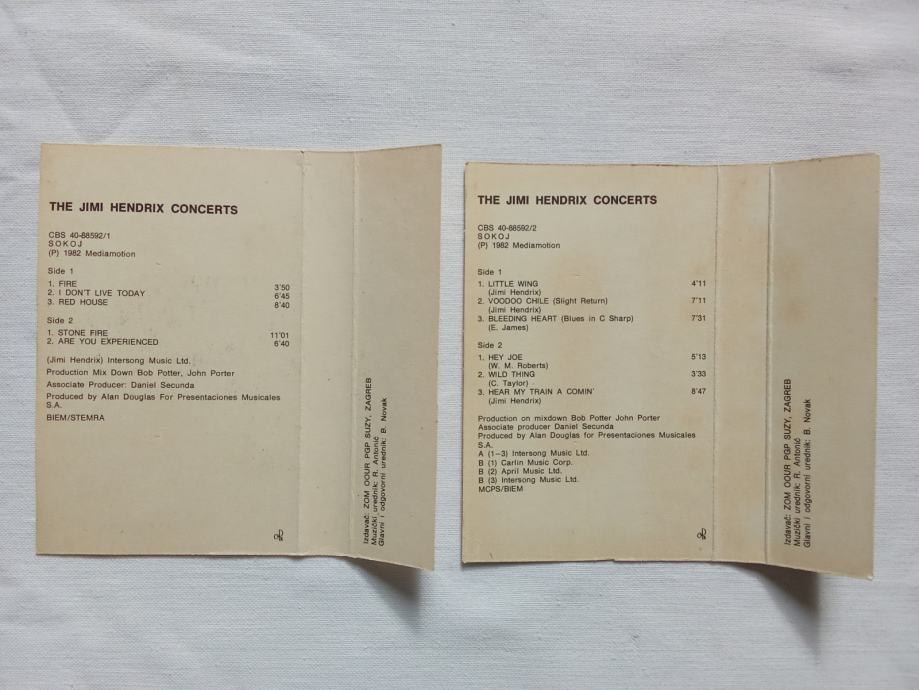 THE JIMI HENDRIX CONCERTS
CBS 40-88592/1
SOKOJ
(P) 1982 Mediamotion
Side 1
1. FIRE 3'50
2. I DON'T LIVE TODAY 6'45
3. RED HOUSE 8'40
Side 2
1. STONE FIRE 11'01
2. ARE YOU EXPERIENCED 6'40
(Jimi Hendrix) Intersong Music Ltd.
Production Mix Down Bob Potter, John Porter
Associate Producer: Daniel Secunda
Produced by Alan Douglas For Presentaciones Musicales
S.A.
BIEM/STEMRA
Izdavač: ZOM OOUR PGP SUZY, ZAGREB
Muzički urednik: R. Antonić
Glavni i odgovorni urednik: B. Novak
THE JIMI HENDRIX CONCERTS
CBS 40-88592/2
SOKOJ
(P) 1982 Mediamotion
Side 1
1. LITTLE WING 4'11
(Jimi Hendrix)
2. VOODOO CHILE (Slight Return) 7'11
(Jimi Hendrix)
3. BLEEDING HEART (Blues in C Sharp) 7'31
(E. James)
Side 2
1. HEY JOE 5'13
(W. M. Roberts)
2. WILD THING 3'33
(C. Taylor)
3. HEAR MY TRAIN A COMIN' 8'47
(Jimi Hendrix)
Production on mixdown Bob Potter John Porter
Associate producer Daniel Secunda
Produced by Alan Douglas for Presentaciones Musicales
S.A.
A (1-3) Intersong Music Ltd.
B (1) Carlin Music Corp.
B (2) April Music Ltd.
B (3) Intersong Music Ltd.
MCPS/BIEM
Izdavač: ZOM OOUR PGP SUZY, ZAGREB
Muzički urednik: R. Antonić
Glavni i odgovorni urednik: B. Novak